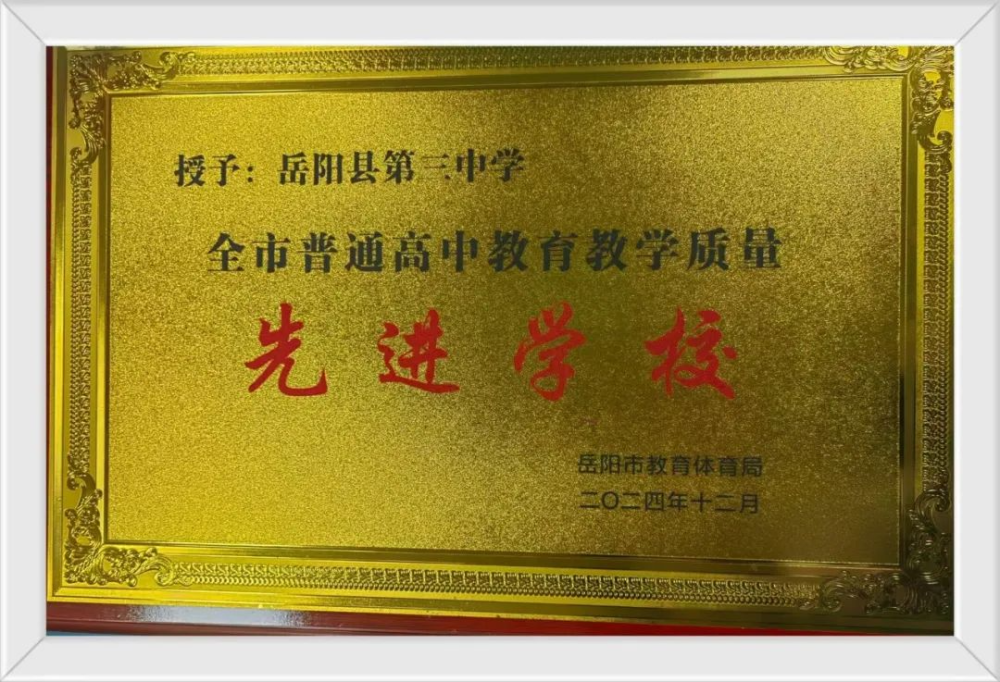 授予：岳阳县第三中学
全市普通高中教育教学质量
先进学校
岳阳市教育体育局
二〇二四年十二月